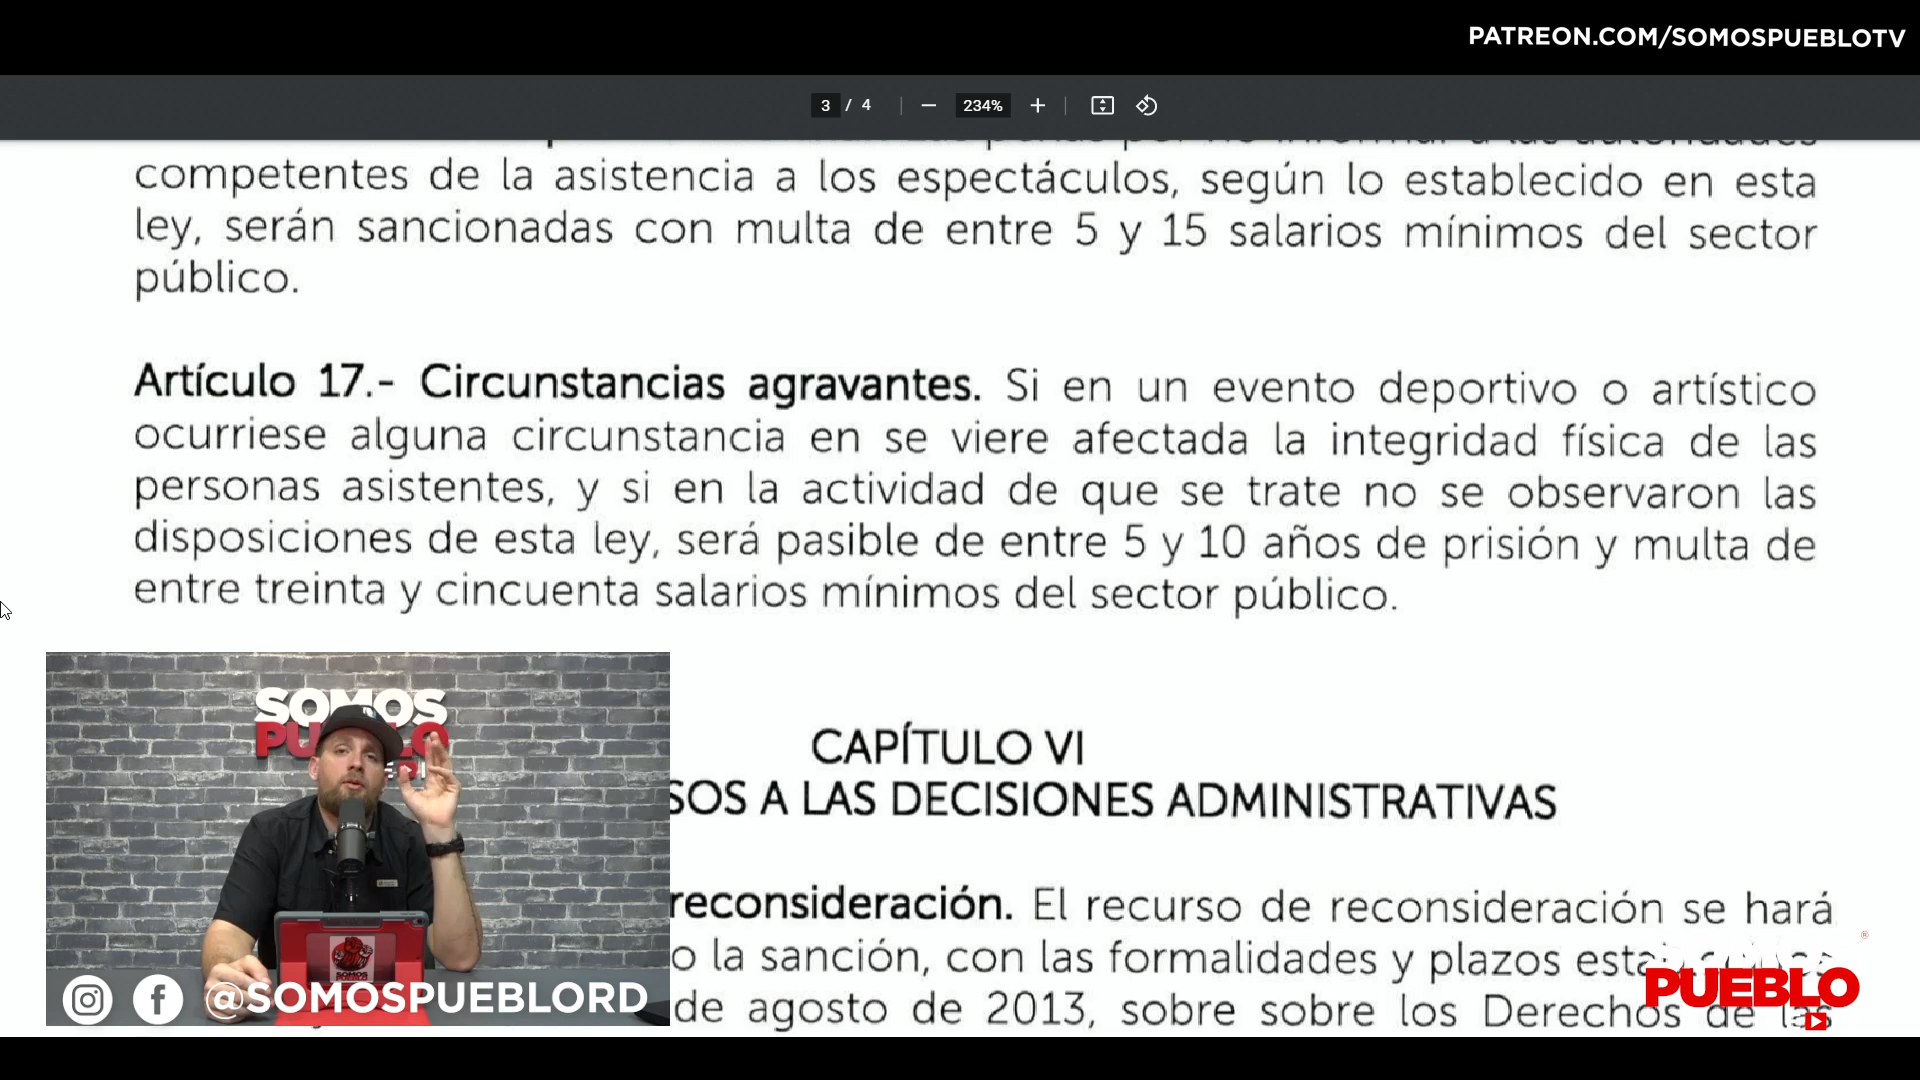 PATREON.COM/SOMOSPUEBLOTV
3 / 4 234%
competentes de la asistencia a los espectáculos, según lo establecido en esta
ley, serán sancionadas con multa de entre 5 y 15 salarios mínimos del sector
público.
Artículo 17.- Circunstancias agravantes. Si en un evento deportivo o artístico
ocurriese alguna circunstancia en se viere afectada la integridad física de las
personas asistentes, y si en la actividad de que se trate no se observaron las
disposiciones de esta ley, será pasible de entre 5 y 10 años de prisión y multa de
entre treinta y cincuenta salarios mínimos del sector público.
CAPÍTULO VI
SOS A LAS DECISIONES ADMINISTRATIVAS
reconsideración. El recurso de reconsideración se hará
o la sanción, con las formalidades y plazos
de agosto de 2013, sobre sobre los Derechos de las
SOMOS
SOMOS
PUEBLO
@SOMOSPUEBLORD
PUEBLO